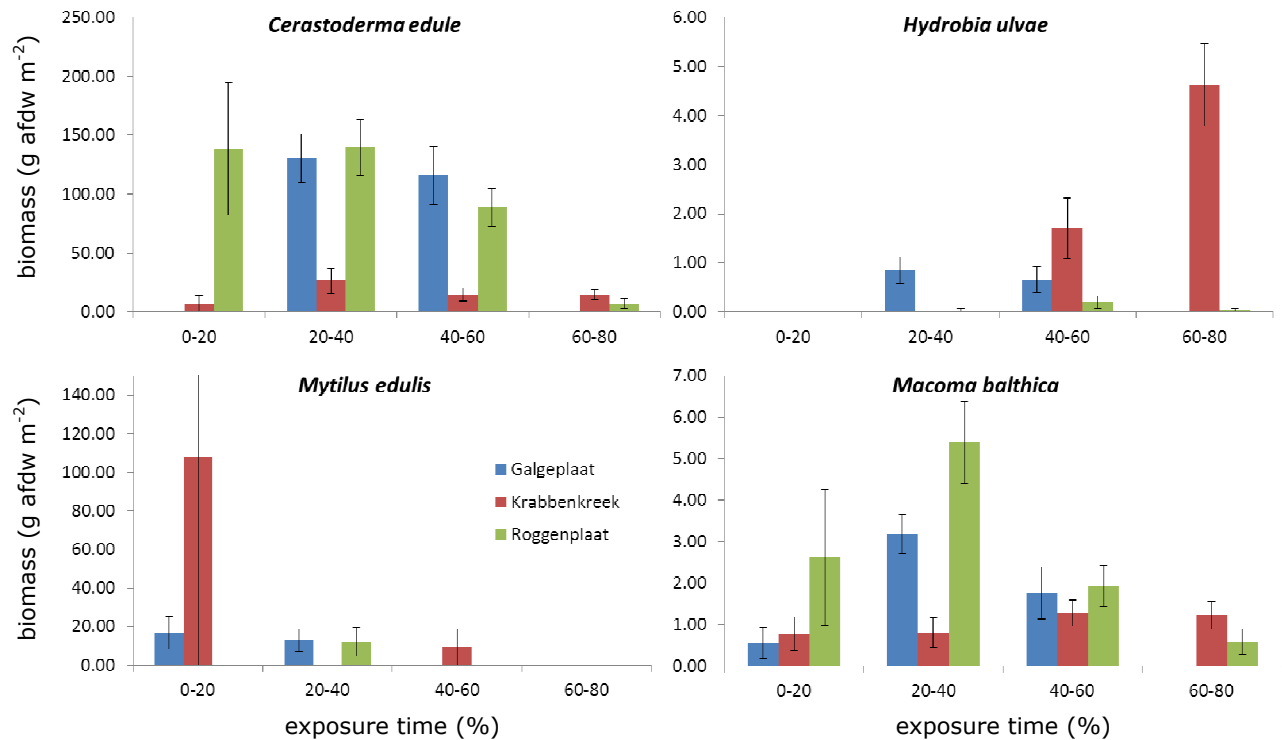 Cerastoderma edule
biomass (g afdw m-2)
250.00
200.00
150.00
100.00
50.00
0.00
0-20 20-40 40-60 60-80
Hydrobia ulvae
6.00
5.00
4.00
3.00
2.00
1.00
0.00
0-20 20-40 40-60 60-80
Mytilus edulis
biomass (g afdw m-2)
140.00
120.00
100.00
80.00
60.00
40.00
20.00
0.00
Galgeplaat
Krabbenkreek
Roggenplaat
0-20 20-40 40-60 60-80
exposure time (%)
Macoma balthica
7.00
6.00
5.00
4.00
3.00
2.00
1.00
0.00
0-20 20-40 40-60 60-80
exposure time (%)